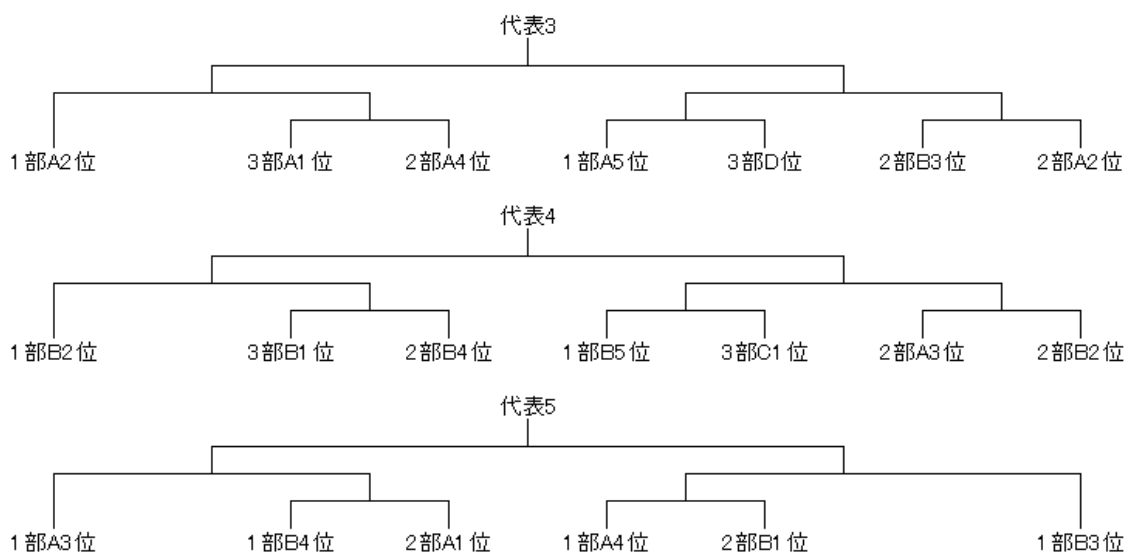 代表3
1部A2位 3部A1位 2部A4位 1部A5位 3部D位 2部B3位 2部A2位
代表4
1部B2位 3部B1位 2部B4位 1部B5位 3部C1位 2部A3位 2部B2位
代表5
1部A3位 1部B4位 2部A1位 1部A4位 2部B1位 1部B3位